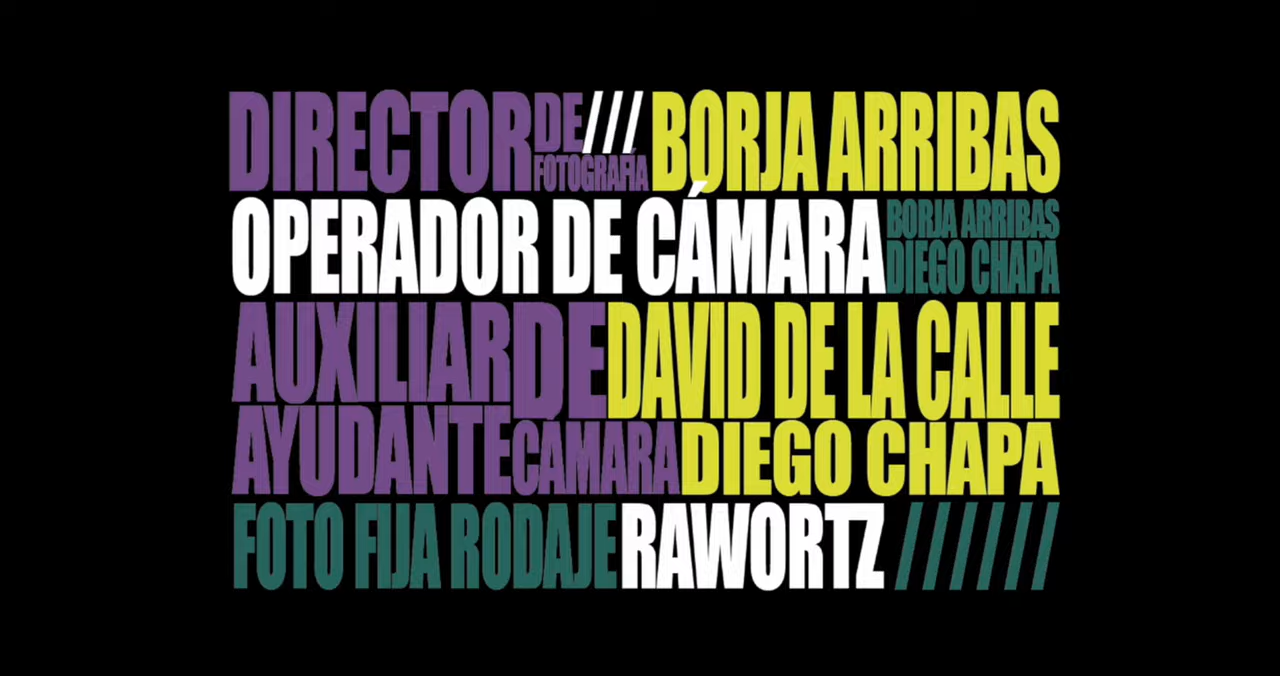 DIRECTOR DE FOTOGRAFÍA /// BORJA ARRIBAS
OPERADOR DE CÁMARA BORJA ARRIBAS
DIEGO CHAPA
AUXILIAR DE DAVID DE LA CALLE
AYUDANTE CÁMARA DIEGO CHAPA
FOTO FIJA RODAJE RAWORTZ //////